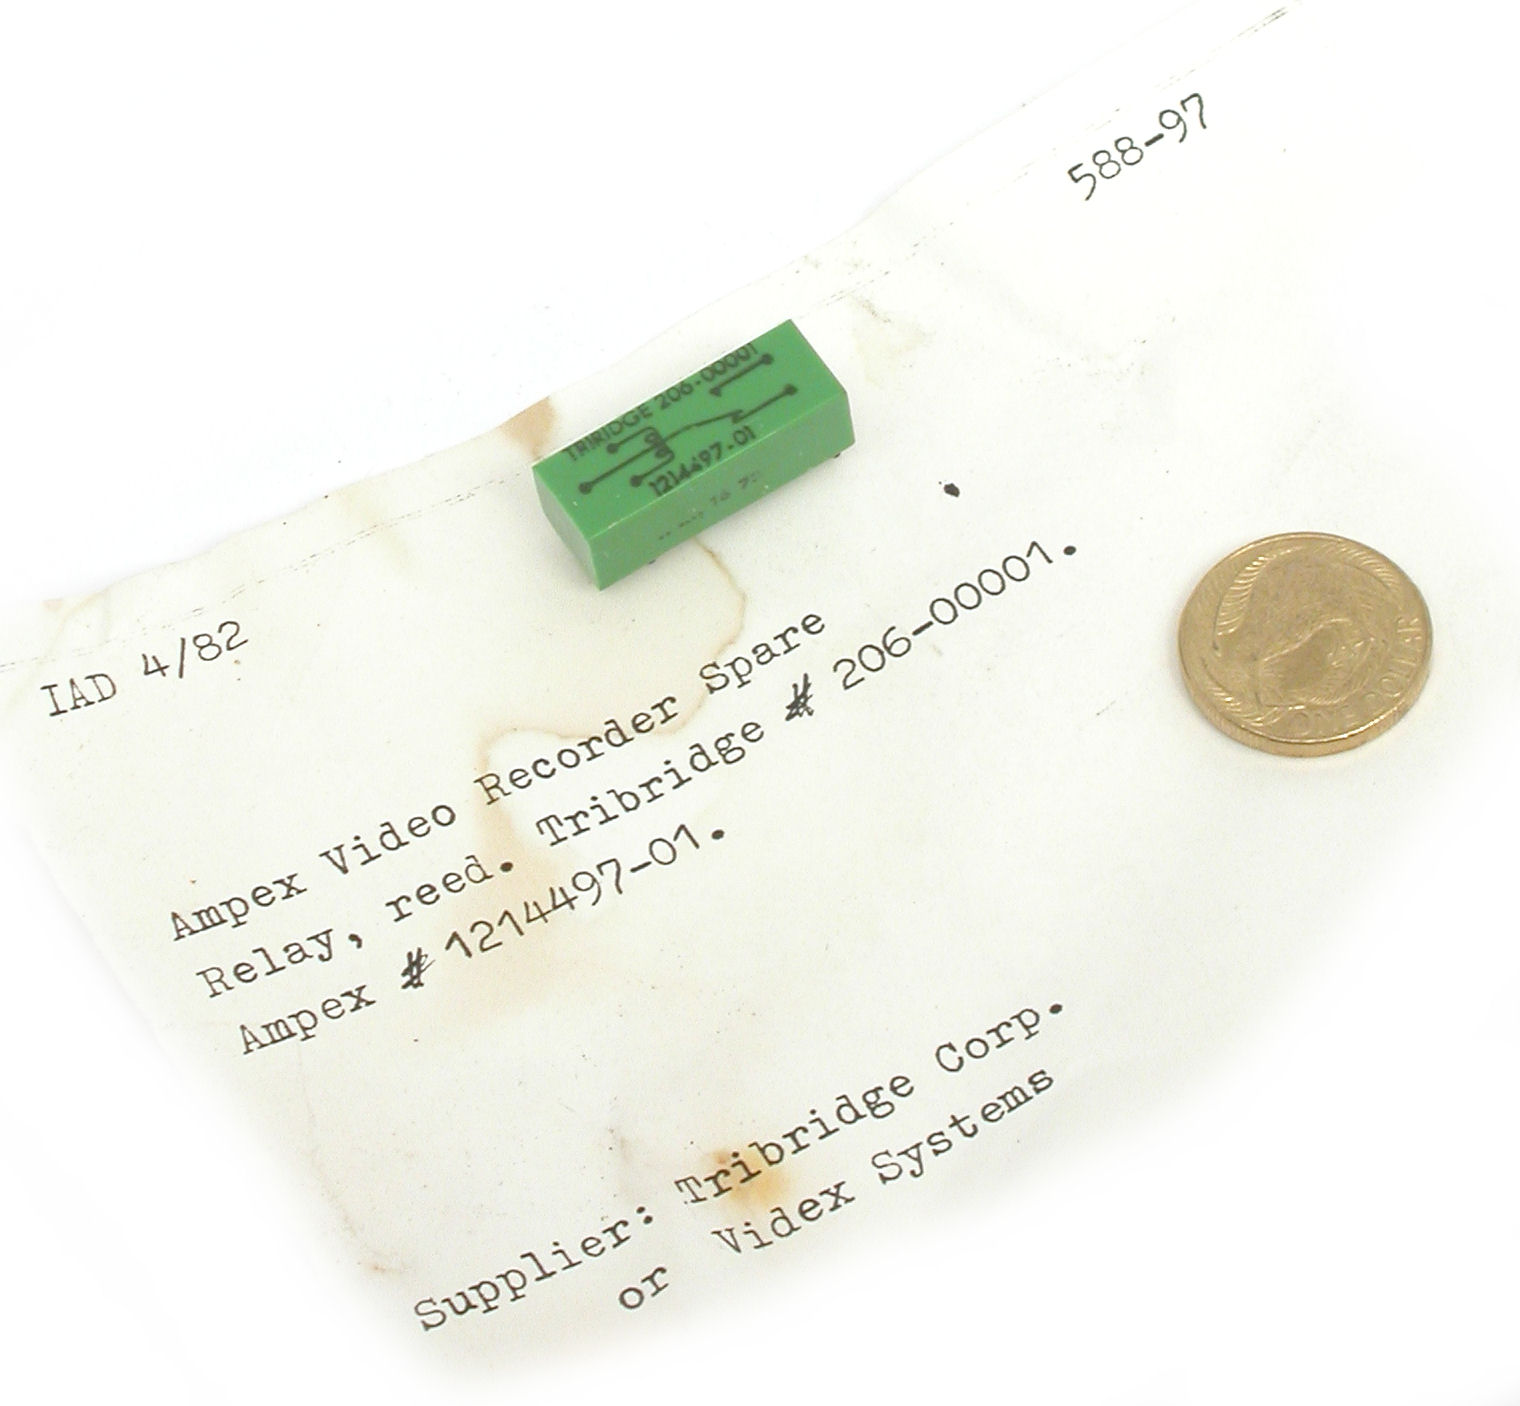 588-97
TRIRIDGE 206-00001
1214497-01
IAD 4/82
Ampex Video Recorder Spare
Relay, reed. Tribridge # 206-00001.
Ampex # 1214497-01.
Supplier: Tribridge Corp.
or Videx Systems
ONE DOLLAR